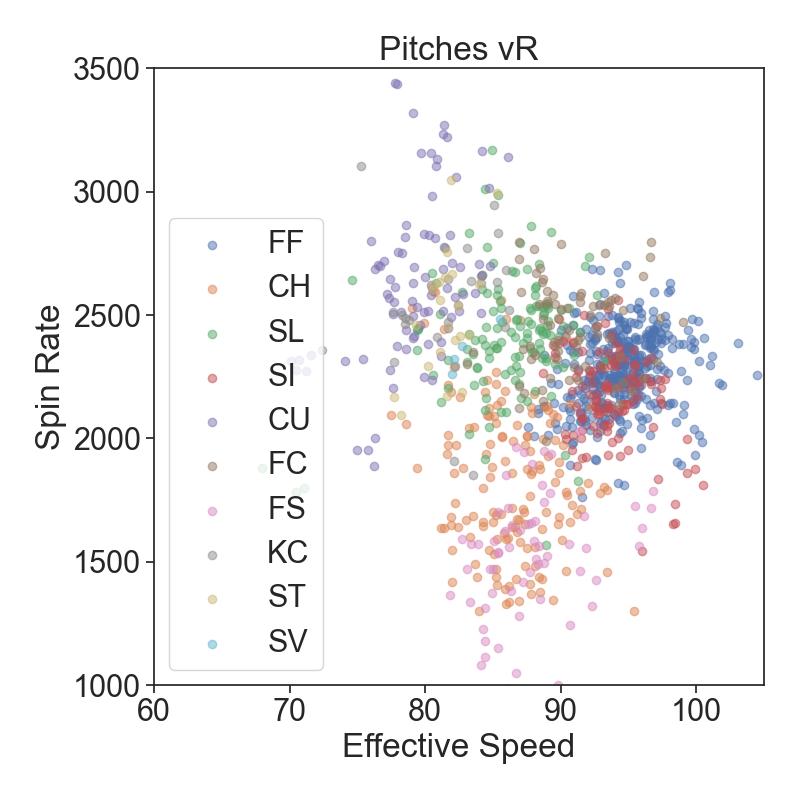 Pitches vR
3500
3000
2500
2000
1500
1000
Spin Rate
FF
CH
SL
SI
CU
FC
FS
KC
ST
SV
60 70 80 90 100
Effective Speed